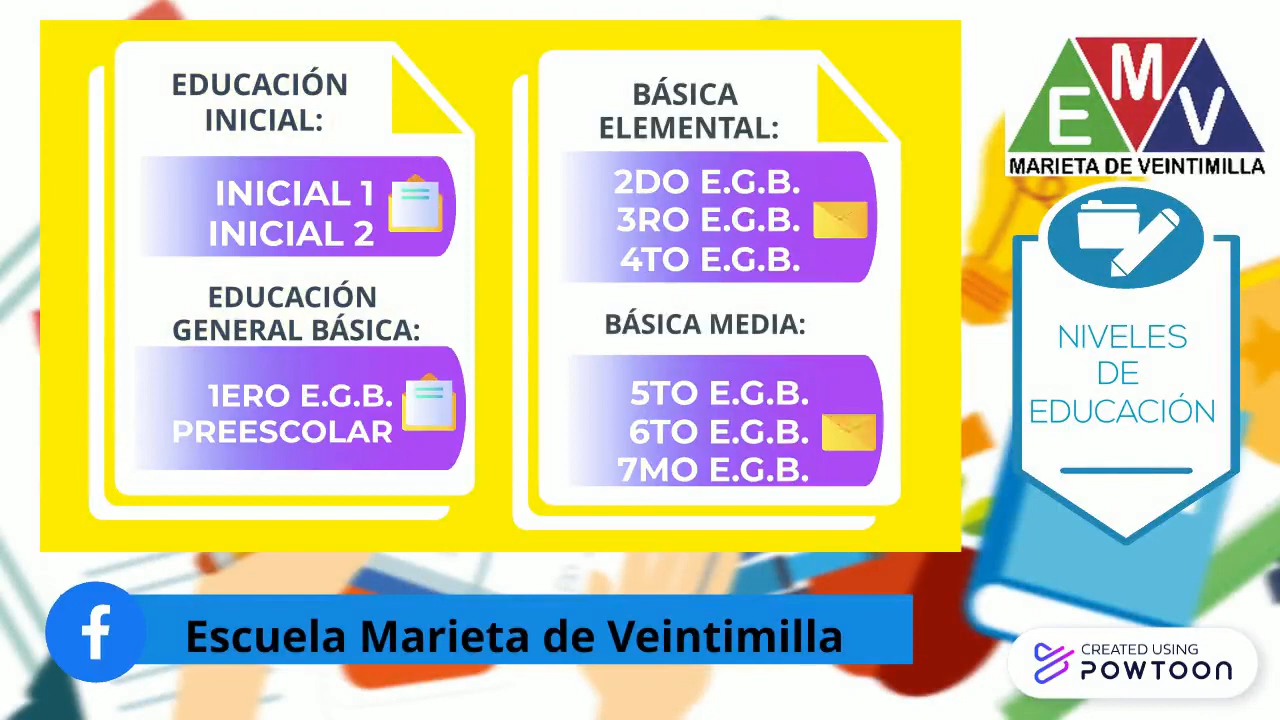 EDUCACIÓN
INICIAL:
INICIAL 1
INICIAL 2
EDUCACIÓN
GENERAL BÁSICA:
1ERO E.G.B.
PREESCOLAR
BÁSICA
ELEMENTAL:
2DO E.G.B.
3RO E.G.B.
4TO E.G.B.
BÁSICA MEDIA:
5TO E.G.B.
6TO E.G.B.
7MO E.G.B.
EMV
MARIETA DE VEINTIMILLA
NIVELES
DE
EDUCACIÓN
Escuela Marieta de Veintimilla
CREATED USING
POWTOON